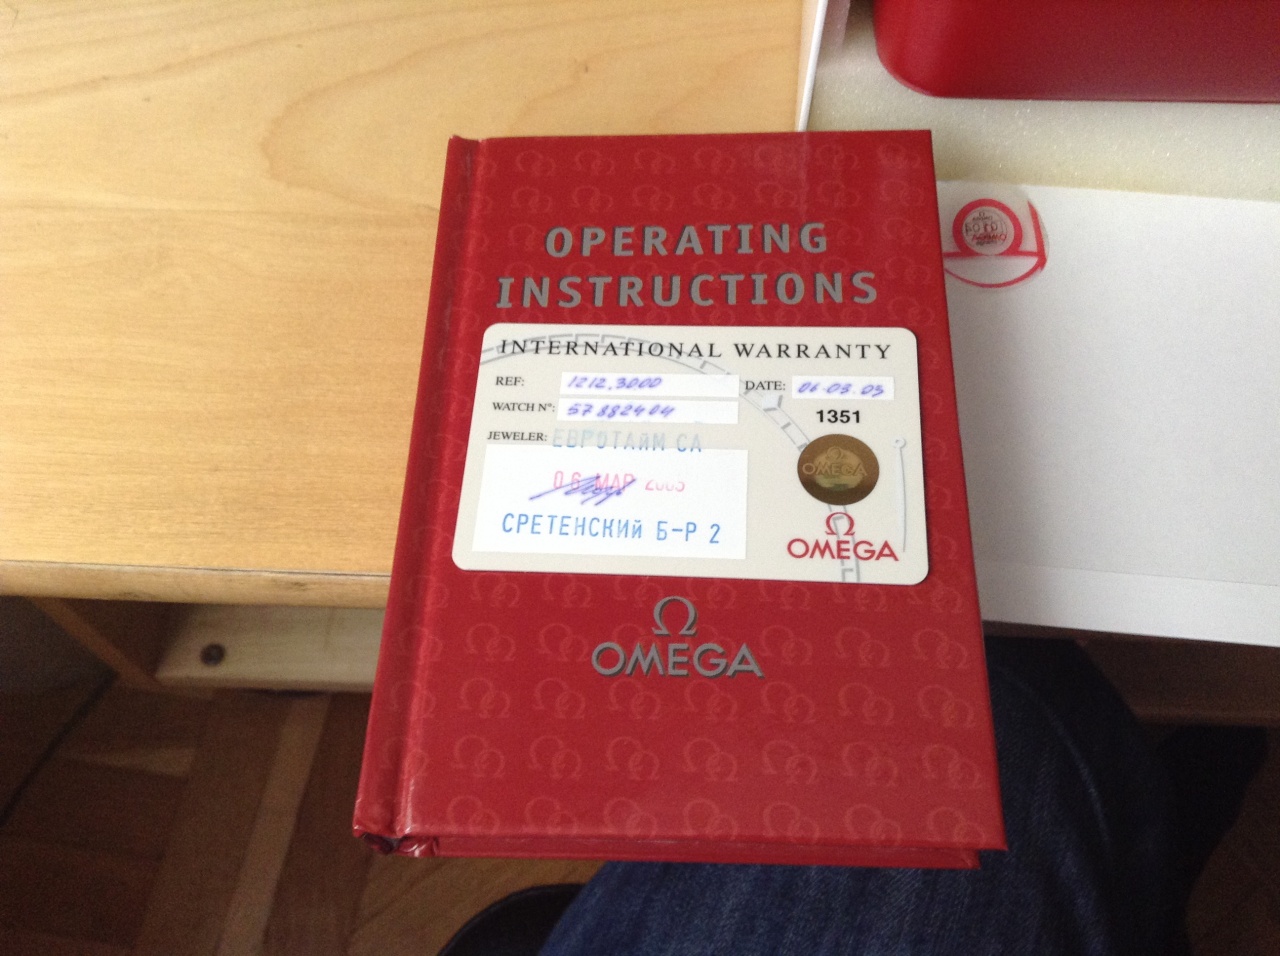 OPERATING
INSTRUCTIONS
INTERNATIONAL WARRANTY
REF: 1212.3000 DATE: 06-03.05
WATCH Nº: 57882404
1351
JEWELER: ЕВРОТАЙМ СА
06 МАР 2005
СРЕТЕНСКИЙ Б-Р 2
OMEGA
Ω
OMEGA
Ω
OMEGA